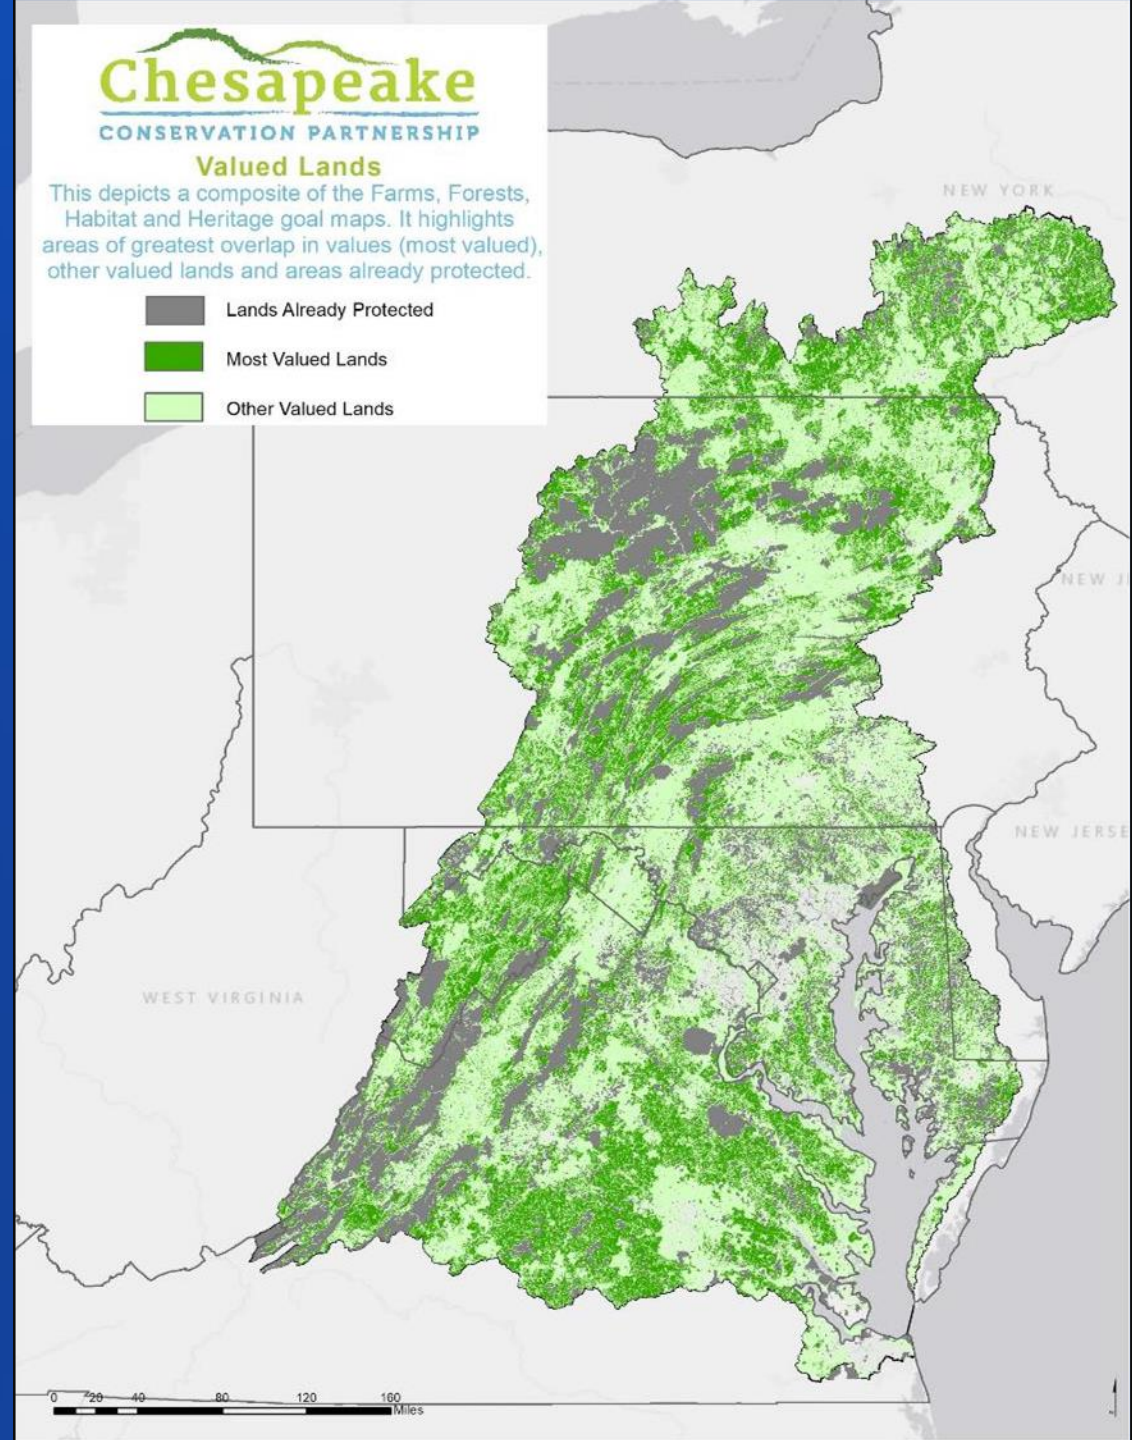 Chesapeake
CONSERVATION PARTNERSHIP
Valued Lands
This depicts a composite of the Farms, Forests,
Habitat and Heritage goal maps. It highlights
areas of greatest overlap in values (most valued),
other valued lands and areas already protected.
Lands Already Protected
Most Valued Lands
Other Valued Lands
NEW YORK
NEW J
NEW JERSE
WEST VIRGINIA
0 20 40 80 120 160
Miles